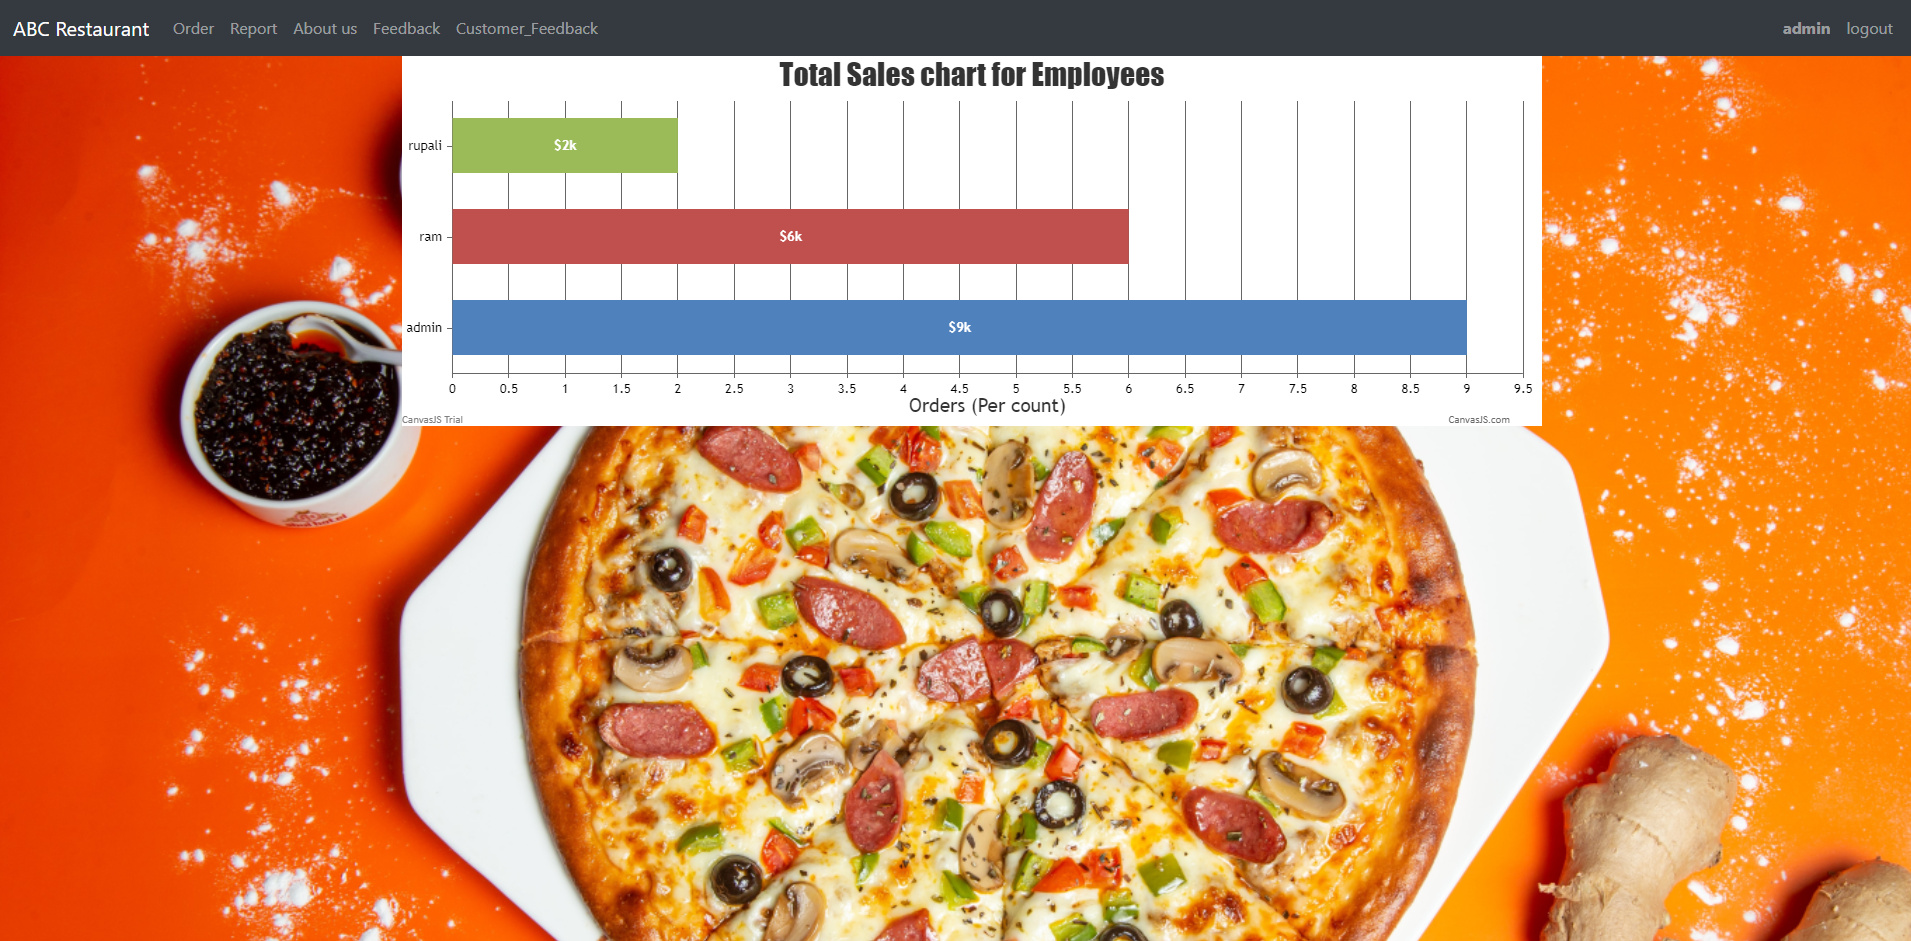 ABC Restaurant Order Report About us Feedback Customer_Feedback admin logout
Total Sales chart for Employees
rupali $2k
ram $6k
admin $9k
0 0.5 1 1.5 2 2.5 3 3.5 4 4.5 5 5.5 6 6.5 7 7.5 8 8.5 9 9.5
Orders (Per count)
CanvasJS Trial CanvasJS.com